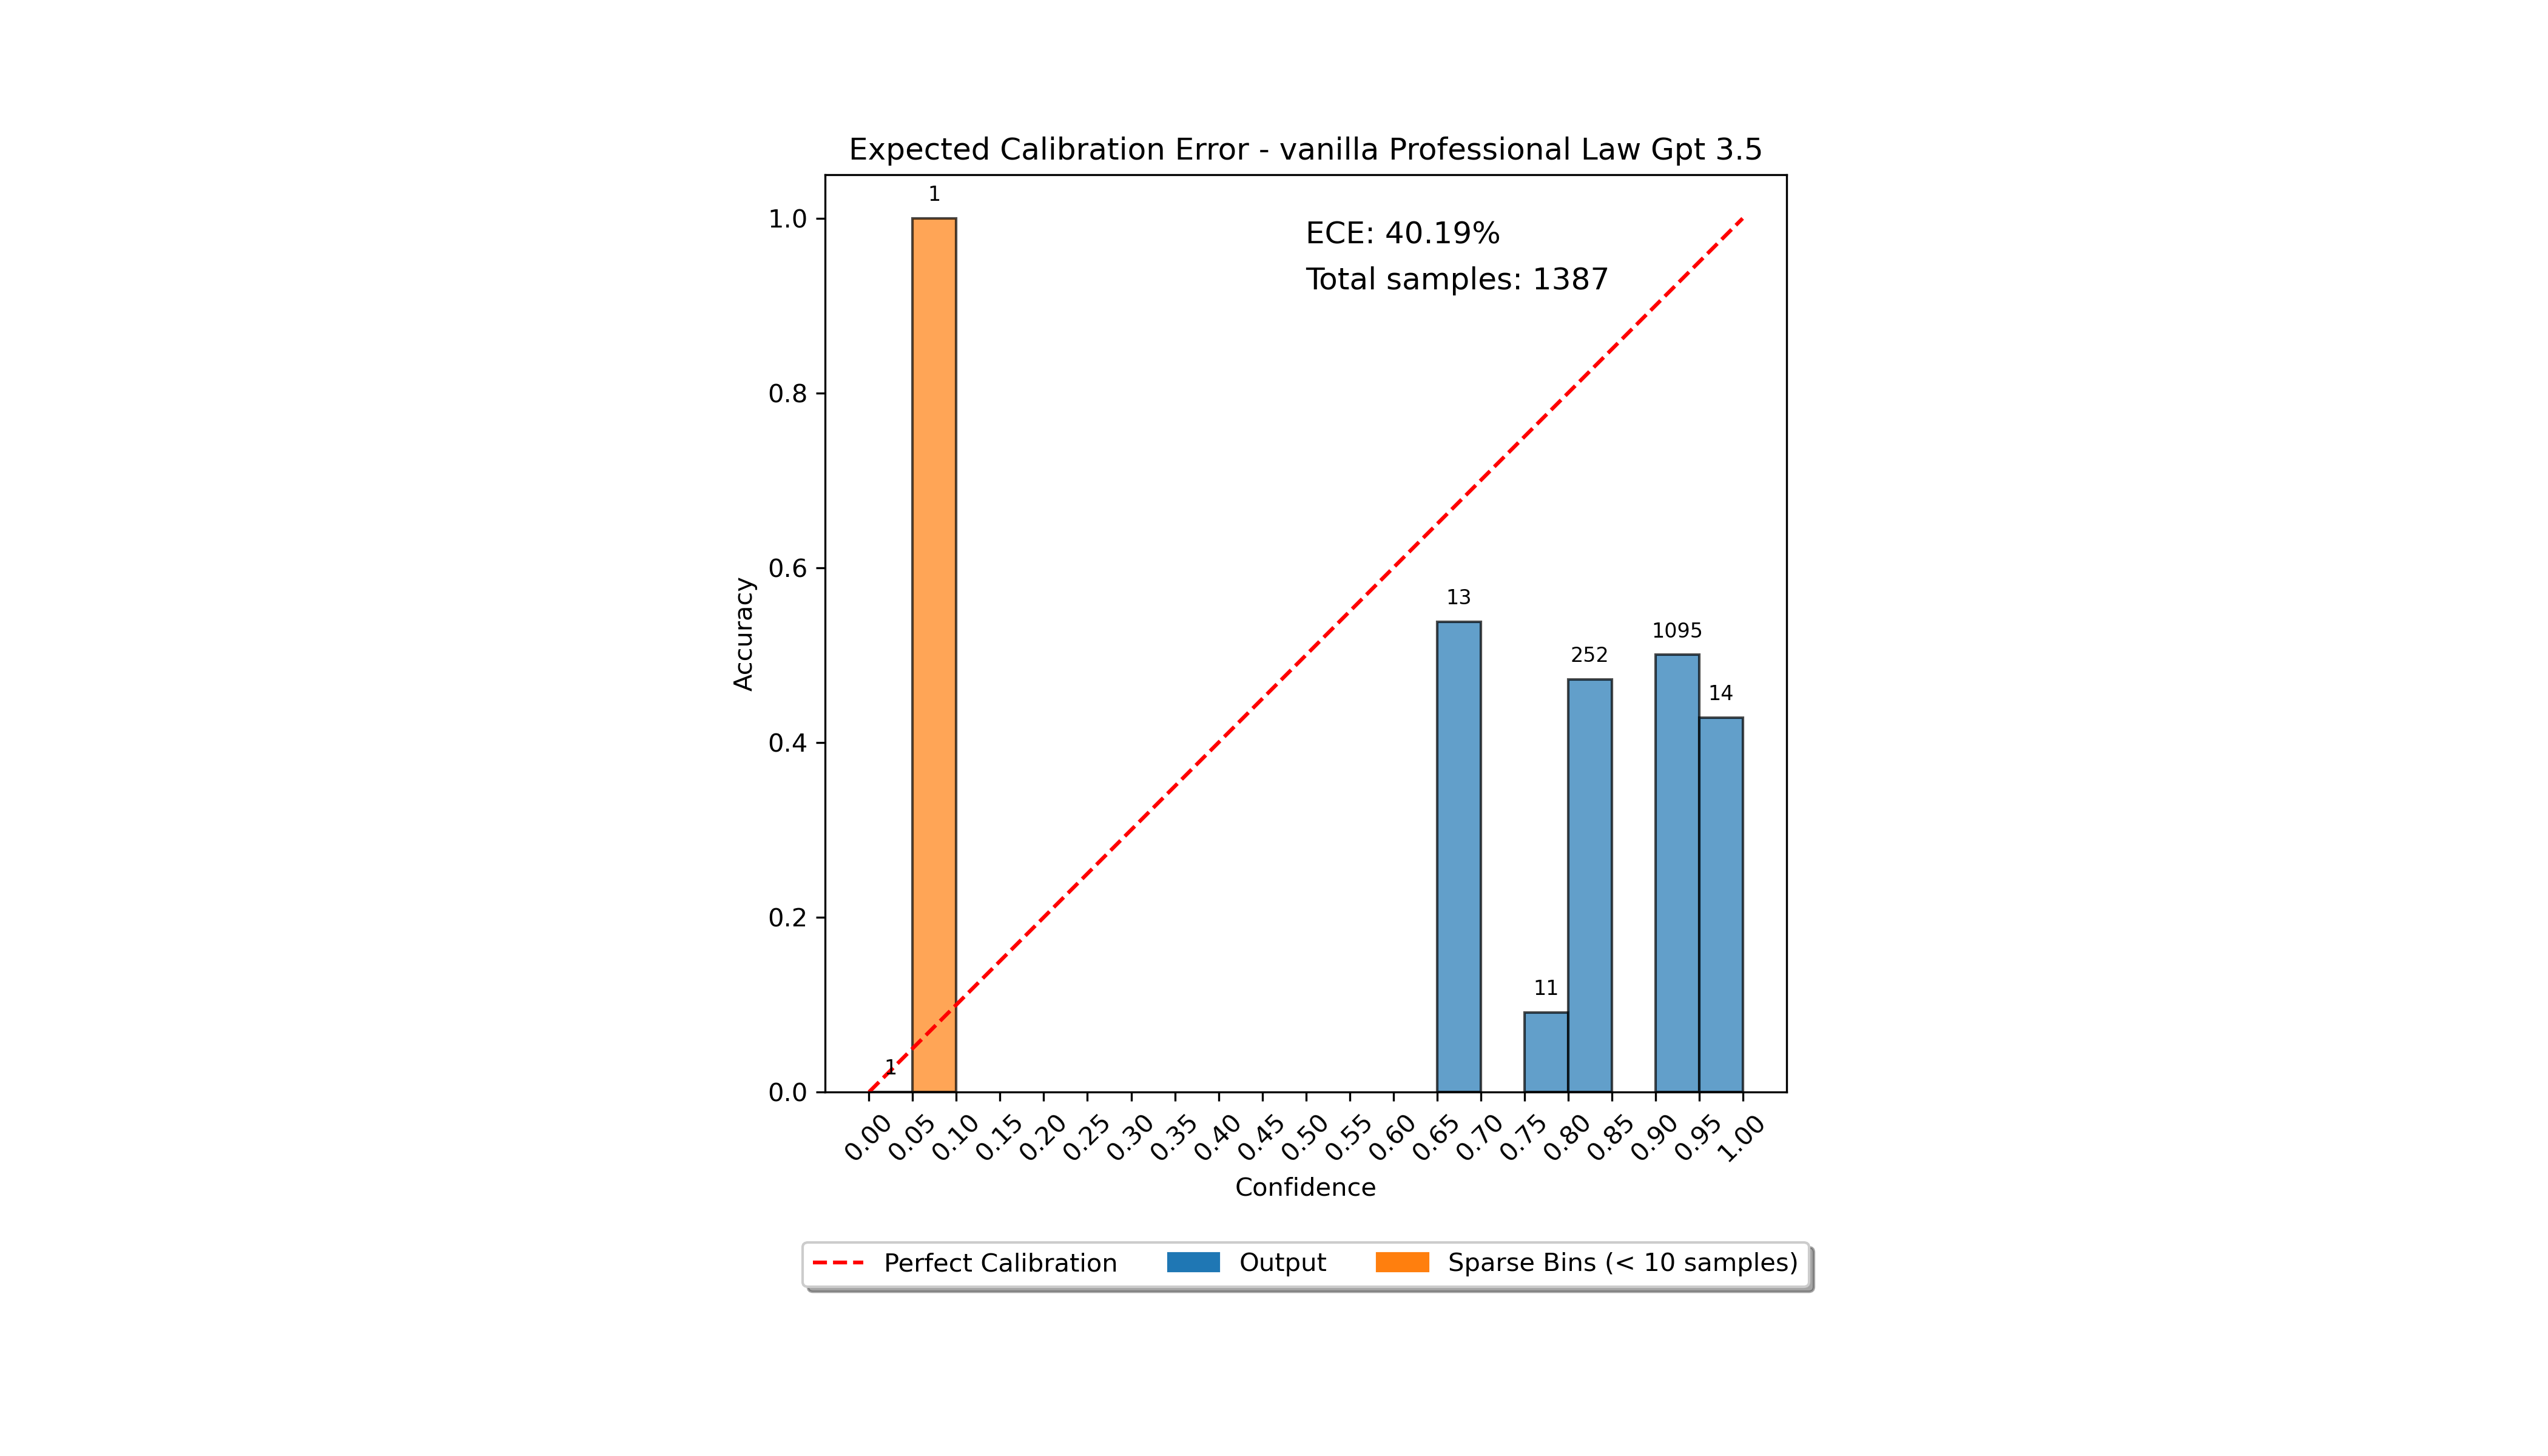 Expected Calibration Error - vanilla Professional Law Gpt 3.5
ECE: 40.19%
Total samples: 1387
1
1
13
11
252
1095
14
Accuracy
1.0
0.8
0.6
0.4
0.2
0.0
0.00 0.05 0.10 0.15 0.20 0.25 0.30 0.35 0.40 0.45 0.50 0.55 0.60 0.65 0.70 0.75 0.80 0.85 0.90 0.95 1.00
Confidence
Perfect Calibration Output Sparse Bins (< 10 samples)